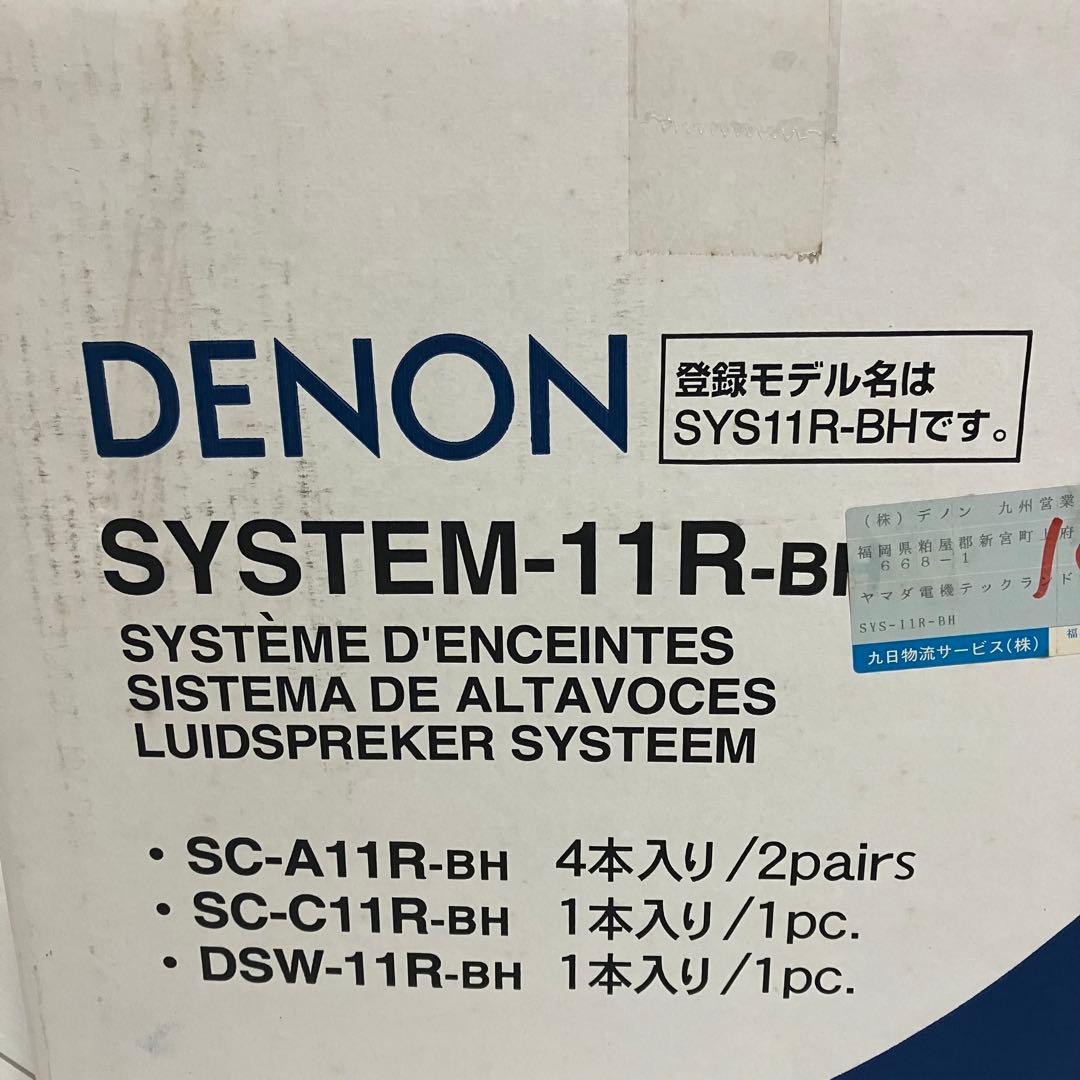 DENON
登録モデル名は
SYS11R-BHです。
SYSTEM-11R-BH
(株)デノン 九州営業
福岡県粕屋郡新宮町上府
668-1
ヤマダ電機テックランド
SYS-11R-BH
九日物流サービス(株)
福
SYSTÈME D'ENCEINTES
SISTEMA DE ALTAVOCES
LUIDSPREKER SYSTEEM
・SC-A11R-BH 4本入り/2pairs
・SC-C11R-BH 1本入り/1pc.
・DSW-11R-BH 1本入り/1pc.